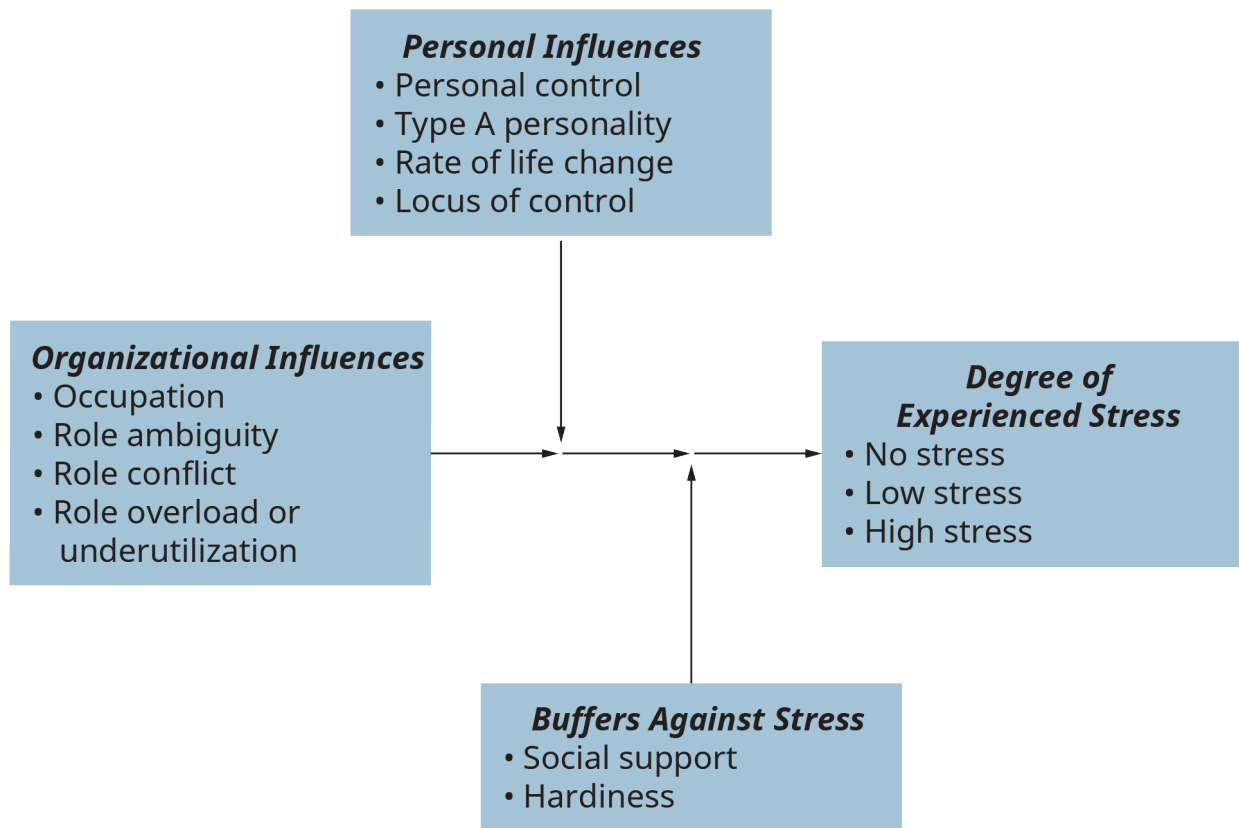 Personal Influences
• Personal control
• Type A personality
• Rate of life change
• Locus of control
Organizational Influences
• Occupation
• Role ambiguity
• Role conflict
• Role overload or
underutilization
Degree of
Experienced Stress
• No stress
• Low stress
• High stress
Buffers Against Stress
• Social support
• Hardiness